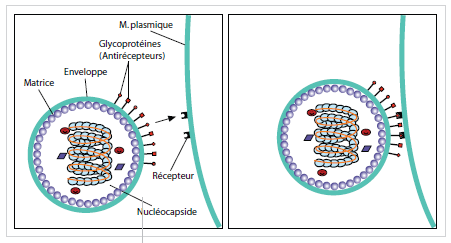 M. plasmique
Glycoprotéines
(Antirécepteurs)
Enveloppe
Matrice
Récepteur
Nucléocapside